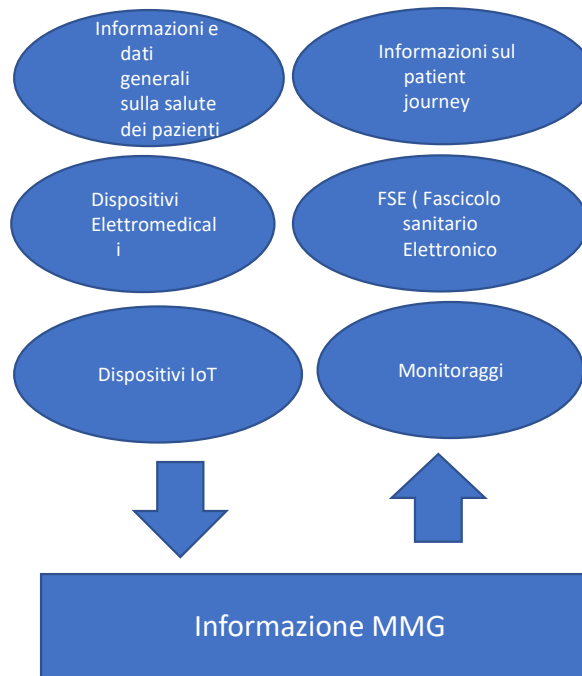 Informazioni e
dati
generali
sulla salute
dei pazienti
Informazioni sul
patient
journey
Dispositivi
Elettromedical
i
FSE ( Fascicolo
sanitario
Elettronico
Dispositivi IoT
Monitoraggi
Informazione MMG